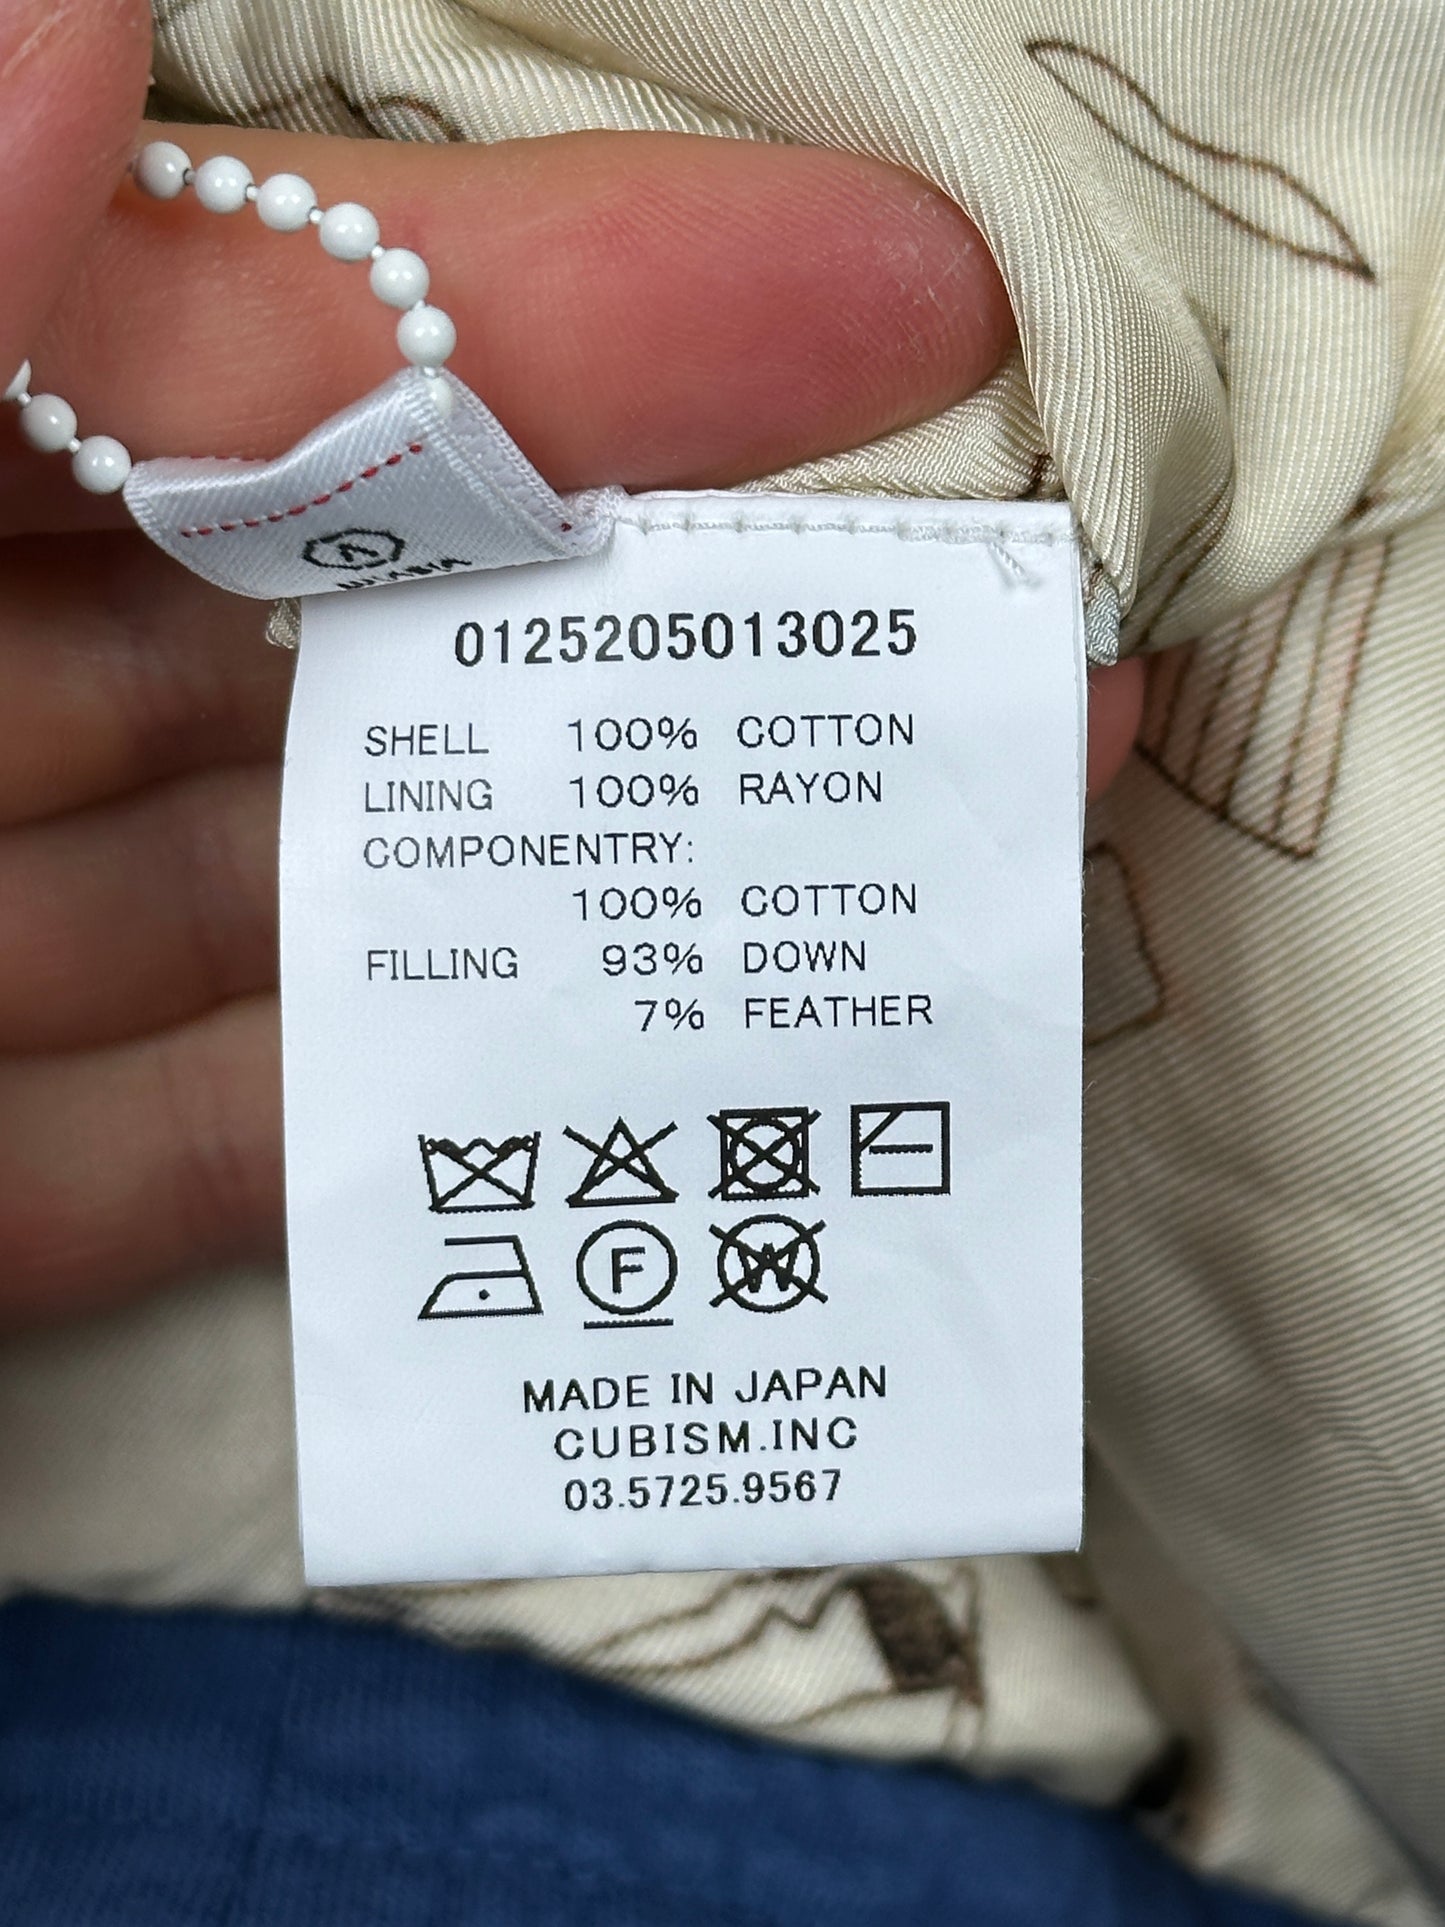 0125205013025
SHELL 100% COTTON
LINING 100% RAYON
COMPONENTRY:
100% COTTON
FILLING 93% DOWN
7% FEATHER
F
W
MADE IN JAPAN
CUBISM.INC
03.5725.9567